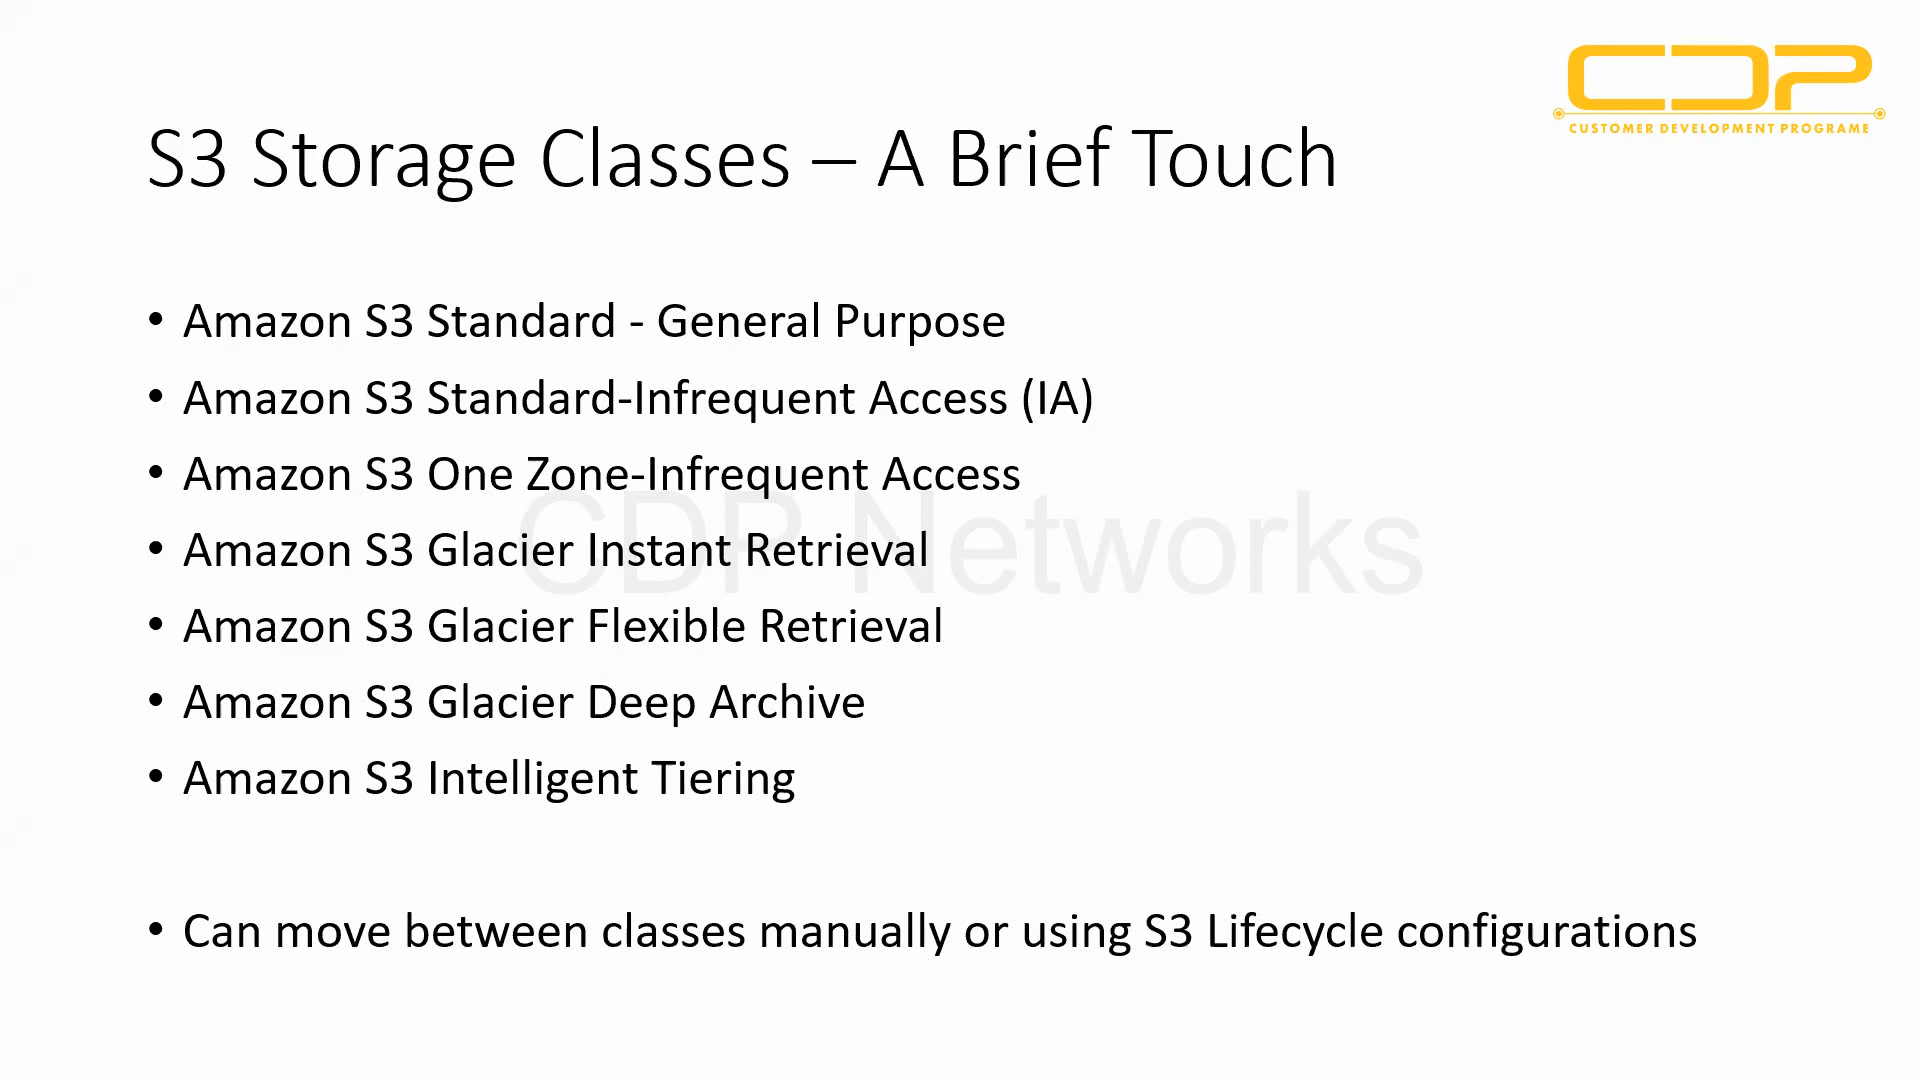 CDP
CUSTOMER DEVELOPMENT PROGRAME
S3 Storage Classes – A Brief Touch
• Amazon S3 Standard - General Purpose
• Amazon S3 Standard-Infrequent Access (IA)
• Amazon S3 One Zone-Infrequent Access
• Amazon S3 Glacier Instant Retrieval
• Amazon S3 Glacier Flexible Retrieval
• Amazon S3 Glacier Deep Archive
• Amazon S3 Intelligent Tiering
• Can move between classes manually or using S3 Lifecycle configurations
CDP Networks